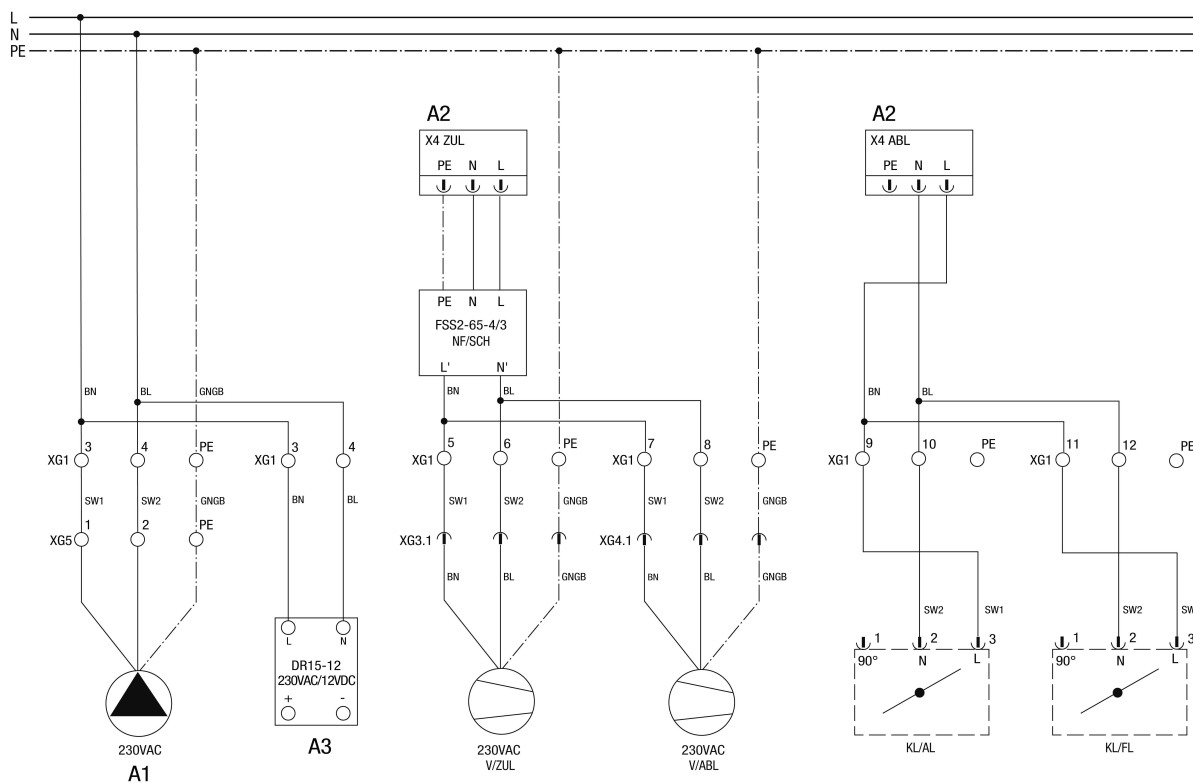 L
N
PE
A2
A2
X4 ZUL
X4 ABL
PE N L
PE N L
PE N L
FSS2-65-4/3
NF/SCH
L' N'
BN BL GNGB BN BL BN BL
3 4 PE 3 4 5 6 PE 7 8 PE 9 10 PE 11 12 PE
XG1 XG1 XG1 XG1 XG1 XG1
SW1 SW2 GNGB BN BL SW1 SW2 GNGB SW1 SW2 GNGB
1 2 PE
XG5 XG3.1 XG4.1
BN BL GNGB BN BL GNGB
SW2 SW1 SW2 SW
1 2 3 1 2 3
L N
90° N L 90° N L
DR15-12
230VAC/12VDC
+ -
230VAC
A1
A3
230VAC
V/ZUL
230VAC
V/ABL
KL/AL
KL/FL